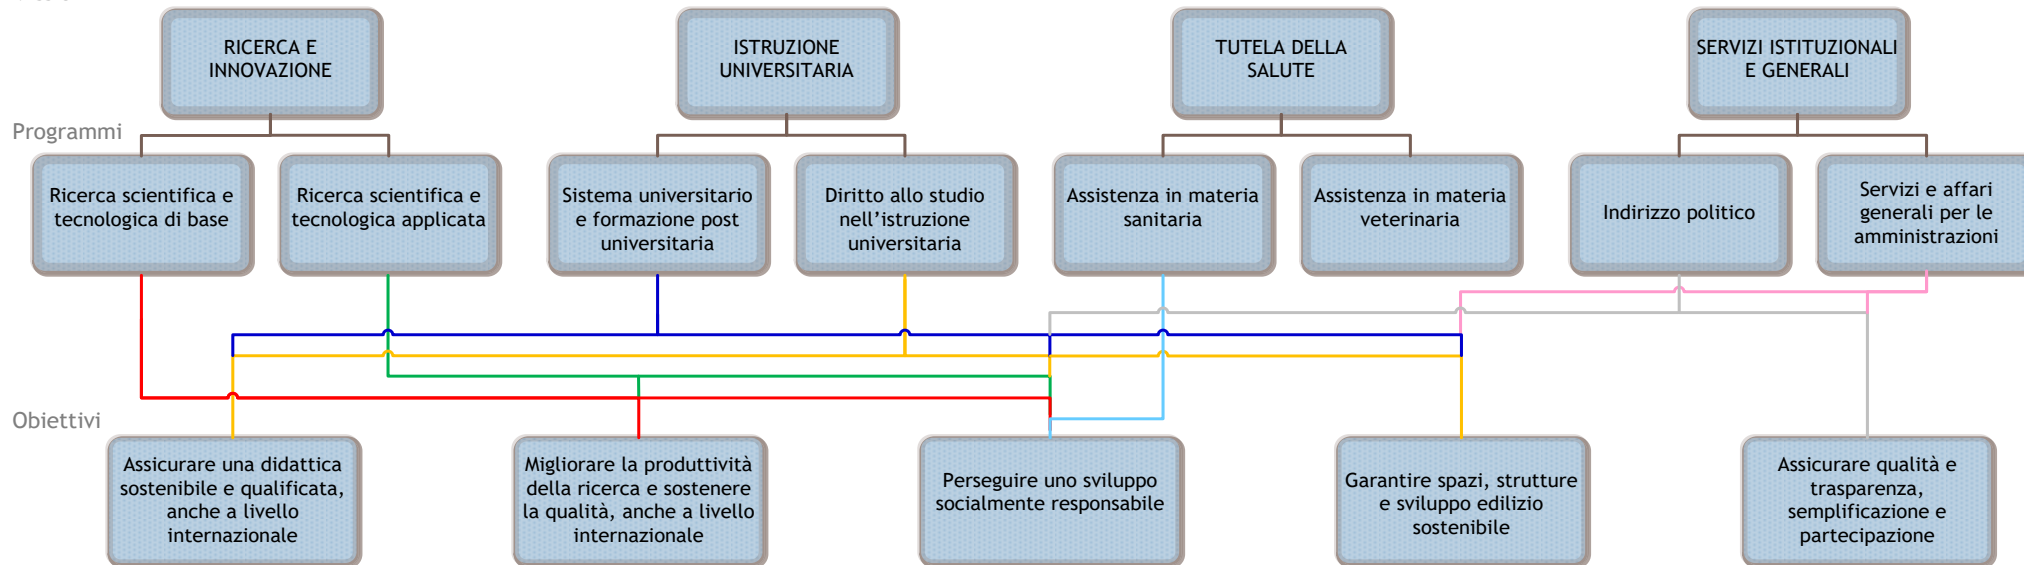 RICERCA E
INNOVAZIONE
ISTRUZIONE
UNIVERSITARIA
TUTELA DELLA
SALUTE
SERVIZI ISTITUZIONALI
E GENERALI
Programmi
Ricerca scientifica e
tecnologica di base
Ricerca scientifica e
tecnologica applicata
Sistema universitario
e formazione post
universitaria
Diritto allo studio
nell’istruzione
universitaria
Assistenza in materia
sanitaria
Assistenza in materia
veterinaria
Indirizzo politico
Servizi e affari
generali per le
amministrazioni
Obiettivi
Assicurare una didattica
sostenibile e qualificata,
anche a livello
internazionale
Migliorare la produttività
della ricerca e sostenere
la qualità, anche a livello
internazionale
Perseguire uno sviluppo
socialmente responsabile
Garantire spazi, strutture
e sviluppo edilizio
sostenibile
Assicurare qualità e
trasparenza,
semplificazione e
partecipazione